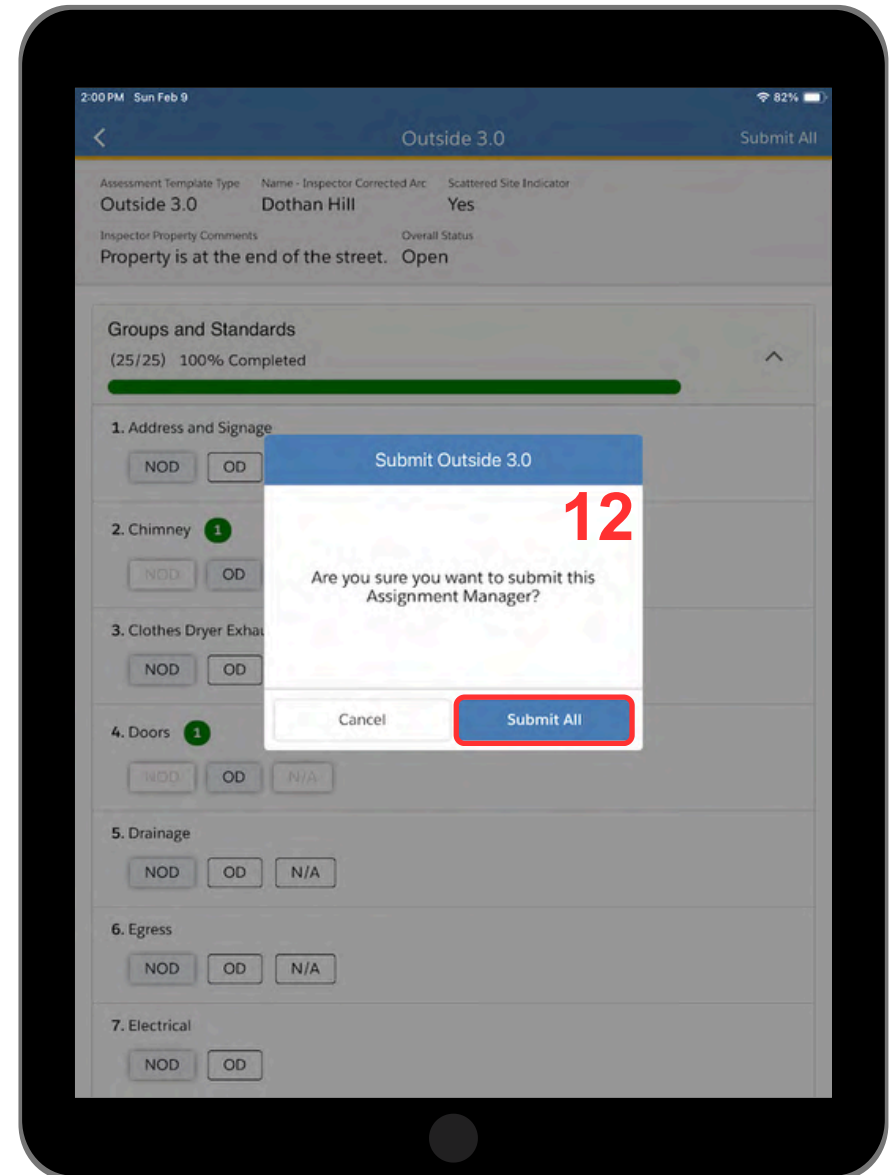 2:00 PM Sun Feb 9 82%
Outside 3.0 Submit All
Assessment Template Type Name - Inspector Corrected Arc Scattered Site Indicator
Outside 3.0 Dothan Hill Yes
Inspector Property Comments Overall Status
Property is at the end of the street. Open
Groups and Standards
(25/25) 100% Completed
1. Address and Signage
NOD OD
2. Chimney 1
NOD OD
3. Clothes Dryer Exhau
NOD OD
4. Doors 1
NOD OD N/A
5. Drainage
NOD OD N/A
6. Egress
NOD OD N/A
7. Electrical
NOD OD
Submit Outside 3.0
12
Are you sure you want to submit this
Assignment Manager?
Cancel Submit All